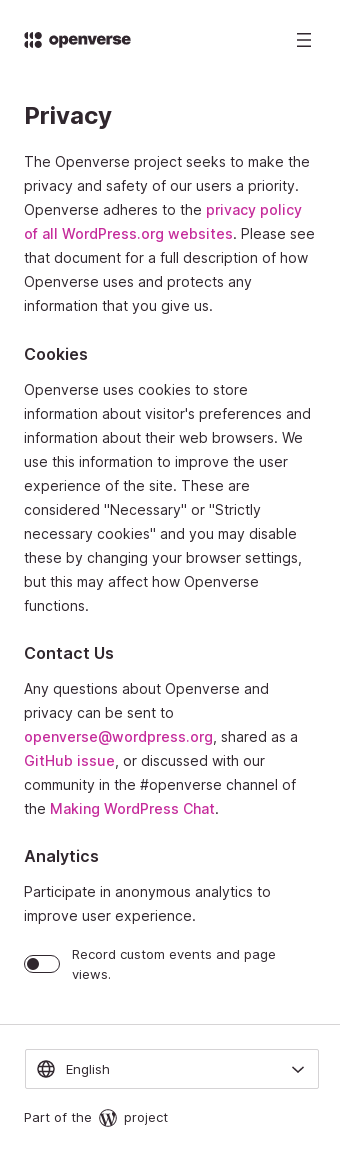 openverse
Privacy
The Openverse project seeks to make the
privacy and safety of our users a priority.
Openverse adheres to the privacy policy
of all WordPress.org websites. Please see
that document for a full description of how
Openverse uses and protects any
information that you give us.
Cookies
Openverse uses cookies to store
information about visitor's preferences and
information about their web browsers. We
use this information to improve the user
experience of the site. These are
considered "Necessary" or "Strictly
necessary cookies" and you may disable
these by changing your browser settings,
but this may affect how Openverse
functions.
Contact Us
Any questions about Openverse and
privacy can be sent to
openverse@wordpress.org, shared as a
GitHub issue, or discussed with our
community in the #openverse channel of
the Making WordPress Chat.
Analytics
Participate in anonymous analytics to
improve user experience.
Record custom events and page
views.
English
Part of the project